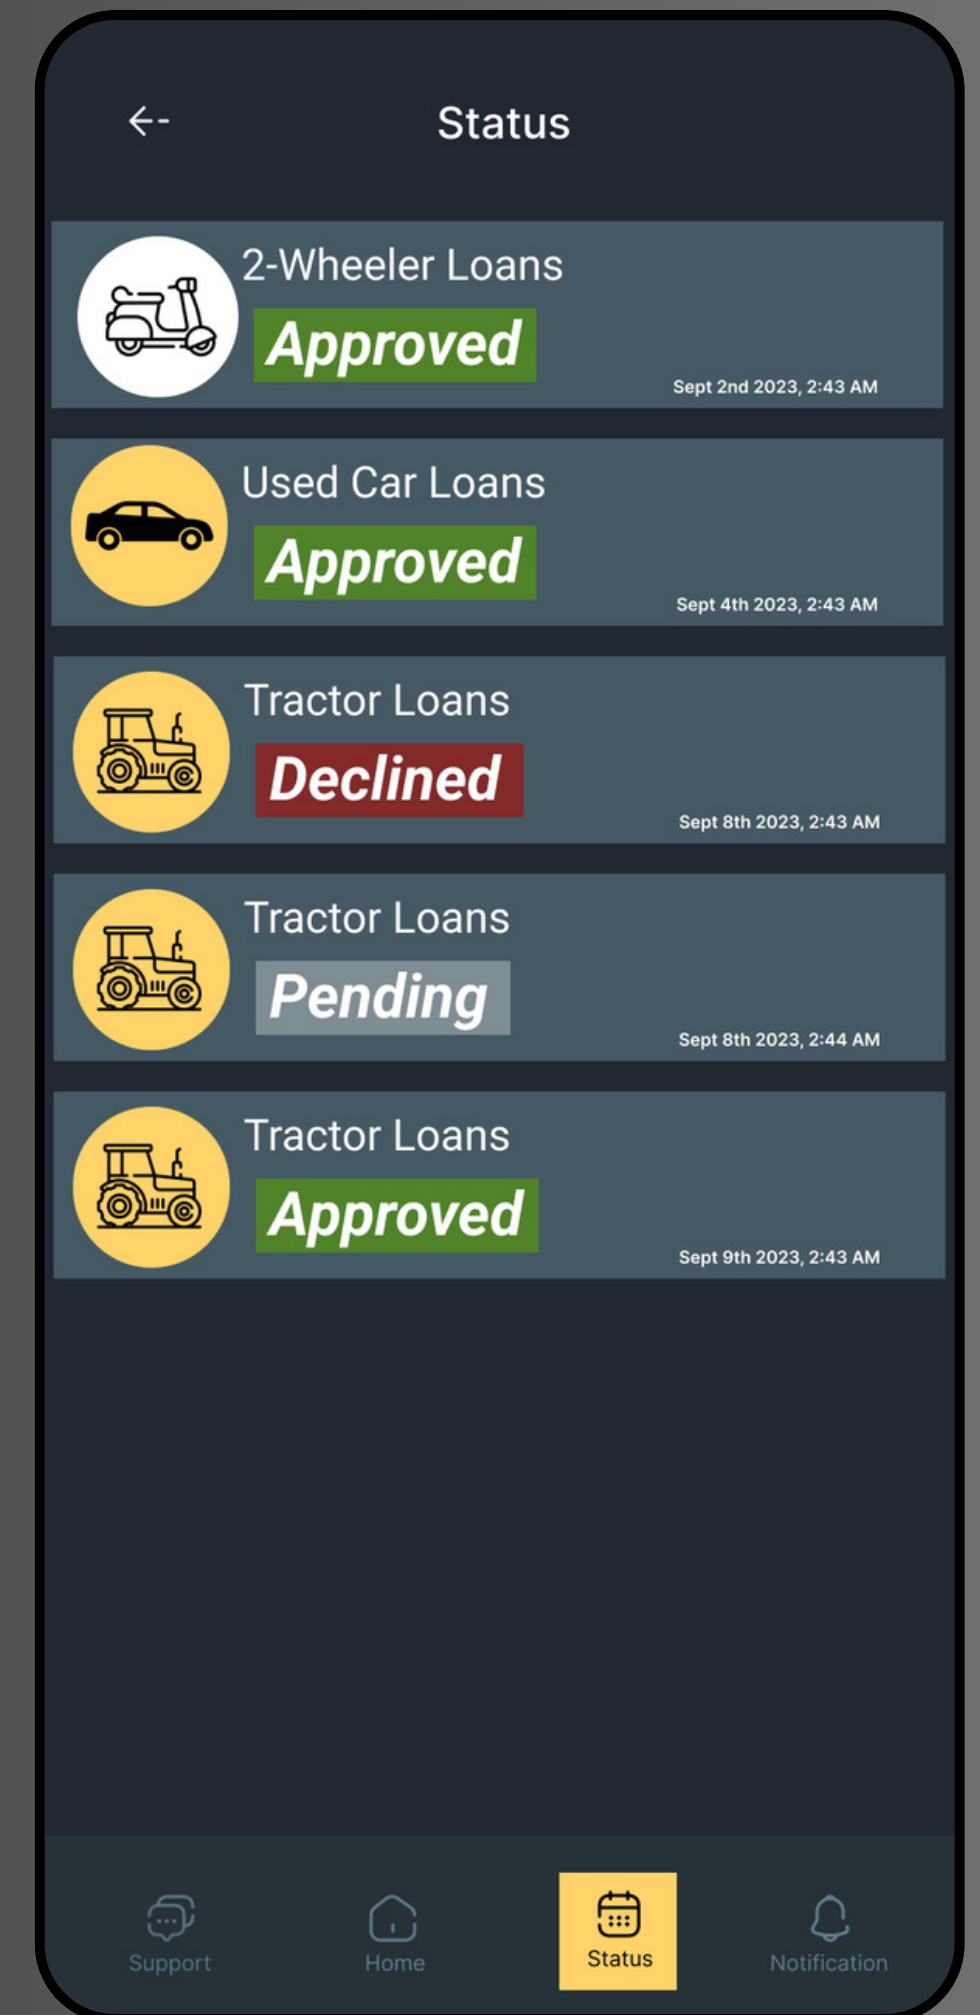 Status
2-Wheeler Loans
Approved
Sept 2nd 2023, 2:43 AM
Used Car Loans
Approved
Sept 4th 2023, 2:43 AM
Tractor Loans
Declined
Sept 8th 2023, 2:43 AM
Tractor Loans
Pending
Sept 8th 2023, 2:44 AM
Tractor Loans
Approved
Sept 9th 2023, 2:43 AM
Support
Home
Status
Notification